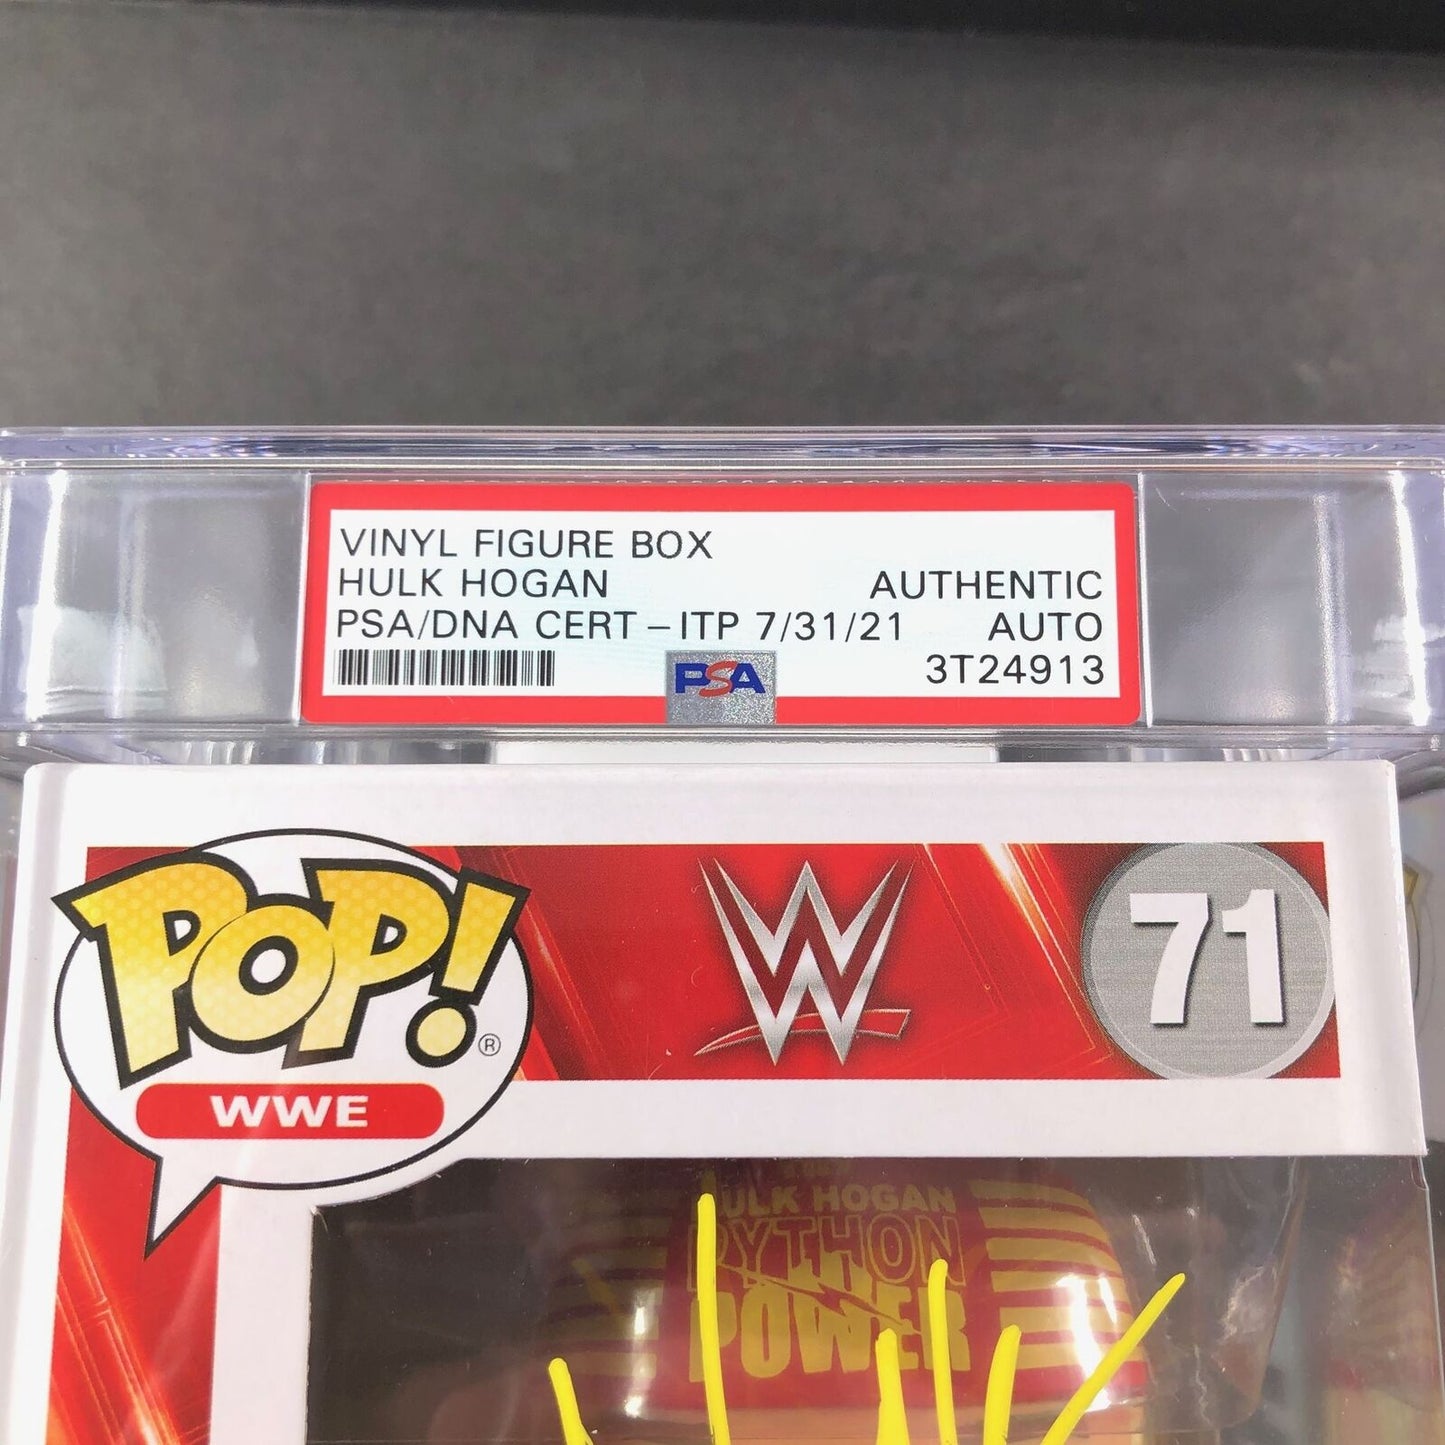 VINYL FIGURE BOX
HULK HOGAN AUTHENTIC
PSA/DNA CERT – ITP 7/31/21 AUTO
PSA 3T24913
POP! ®
WWE
W
71
HULK HOGAN
PYTHON
POWER